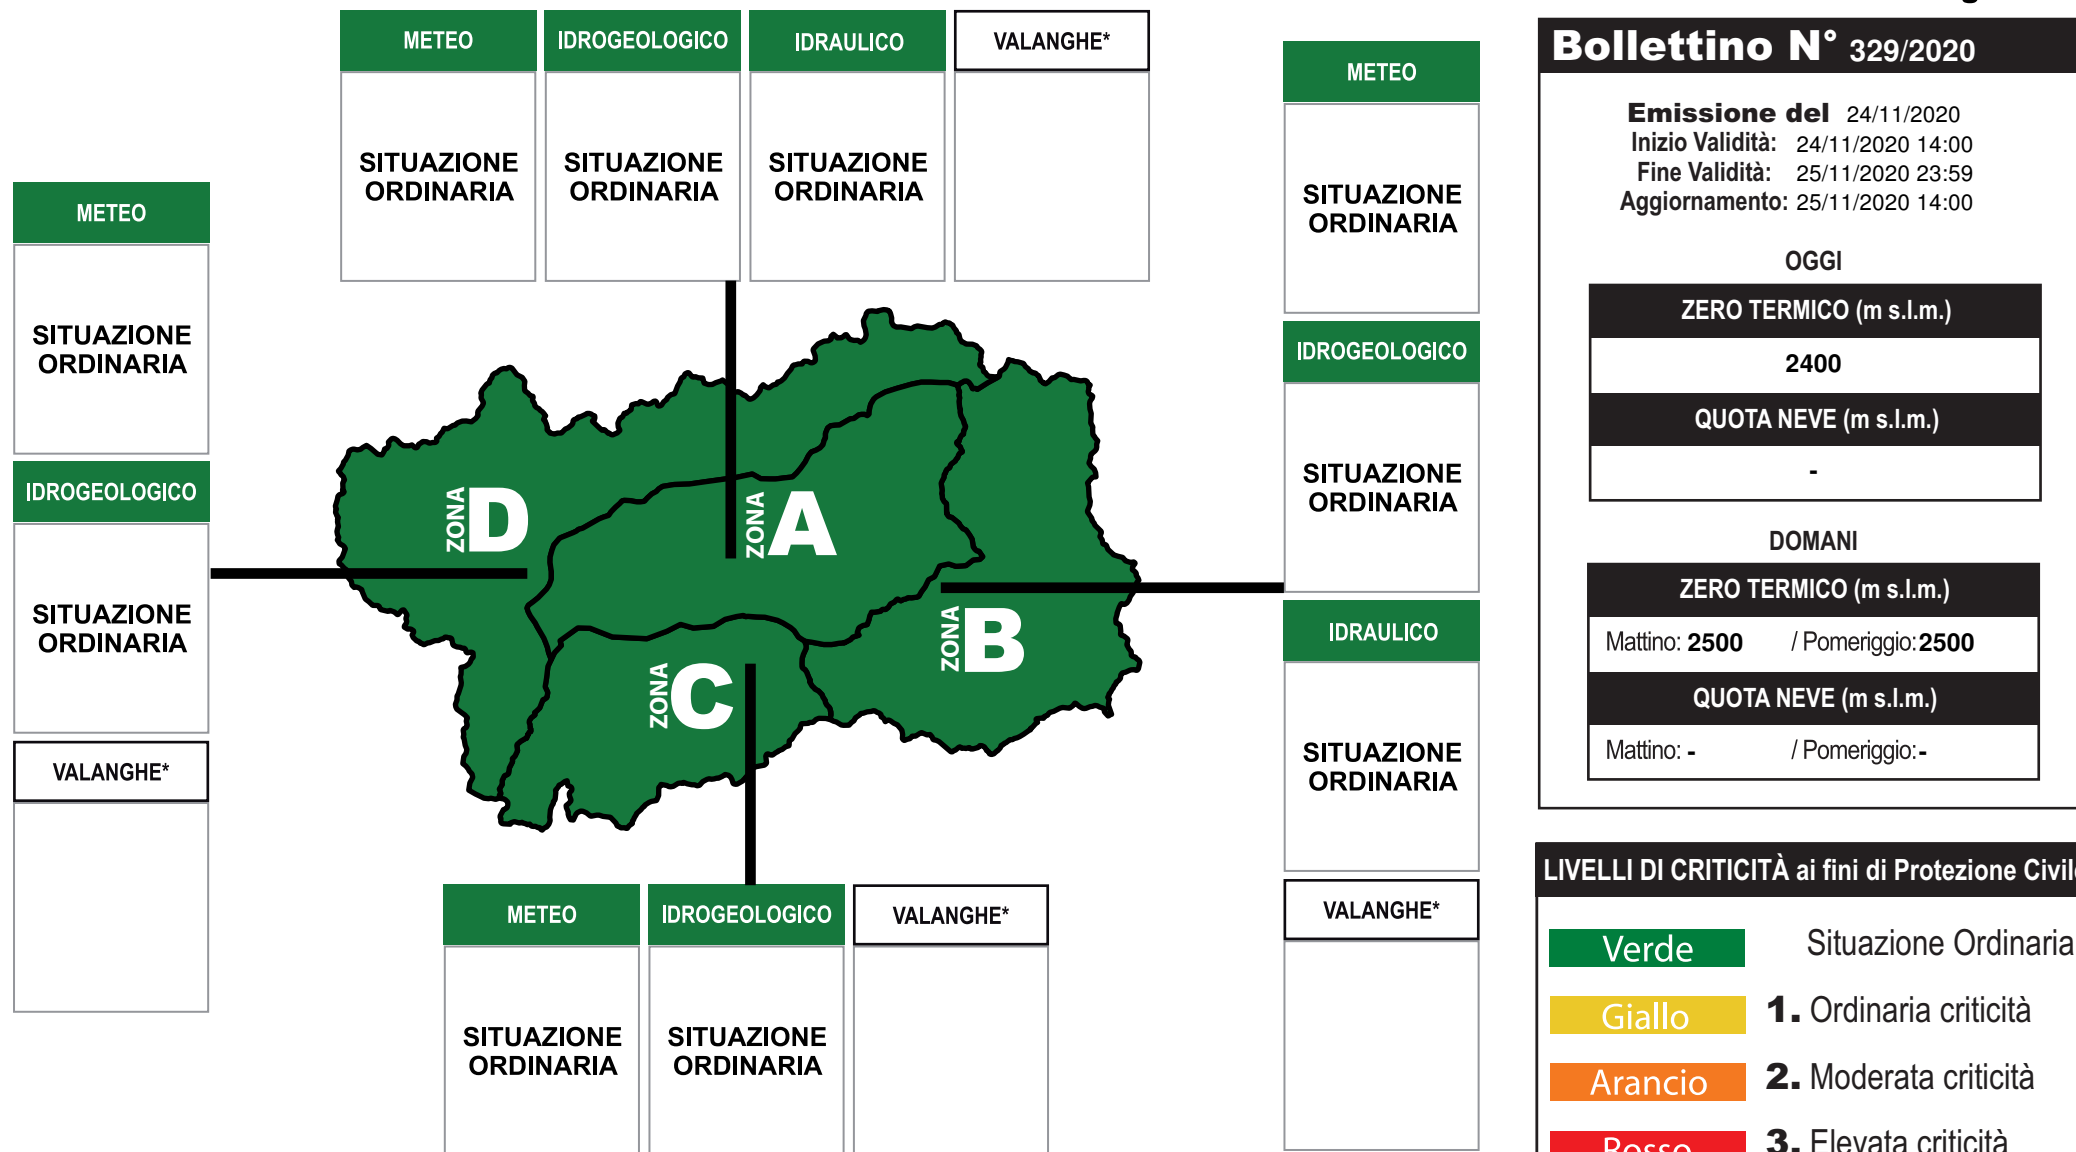 METEO
IDROGEOLOGICO
IDRAULICO
VALANGHE*
SITUAZIONE
ORDINARIA
SITUAZIONE
ORDINARIA
SITUAZIONE
ORDINARIA
METEO
SITUAZIONE
ORDINARIA
IDROGEOLOGICO
SITUAZIONE
ORDINARIA
VALANGHE*
ZONA D
ZONA A
ZONA B
ZONA C
METEO
SITUAZIONE
ORDINARIA
IDROGEOLOGICO
SITUAZIONE
ORDINARIA
IDRAULICO
SITUAZIONE
ORDINARIA
VALANGHE*
METEO
IDROGEOLOGICO
VALANGHE*
SITUAZIONE
ORDINARIA
SITUAZIONE
ORDINARIA
Bollettino N° 329/2020
Emissione del 24/11/2020
Inizio Validità: 24/11/2020 14:00
Fine Validità: 25/11/2020 23:59
Aggiornamento: 25/11/2020 14:00
OGGI
ZERO TERMICO (m s.l.m.)
2400
QUOTA NEVE (m s.l.m.)
-
DOMANI
ZERO TERMICO (m s.l.m.)
Mattino: 2500 / Pomeriggio: 2500
QUOTA NEVE (m s.l.m.)
Mattino: - / Pomeriggio: -
LIVELLI DI CRITICITÀ ai fini di Protezione Civile
Verde Situazione Ordinaria
Giallo 1. Ordinaria criticità
Arancio 2. Moderata criticità
Rosso 3. Elevata criticità